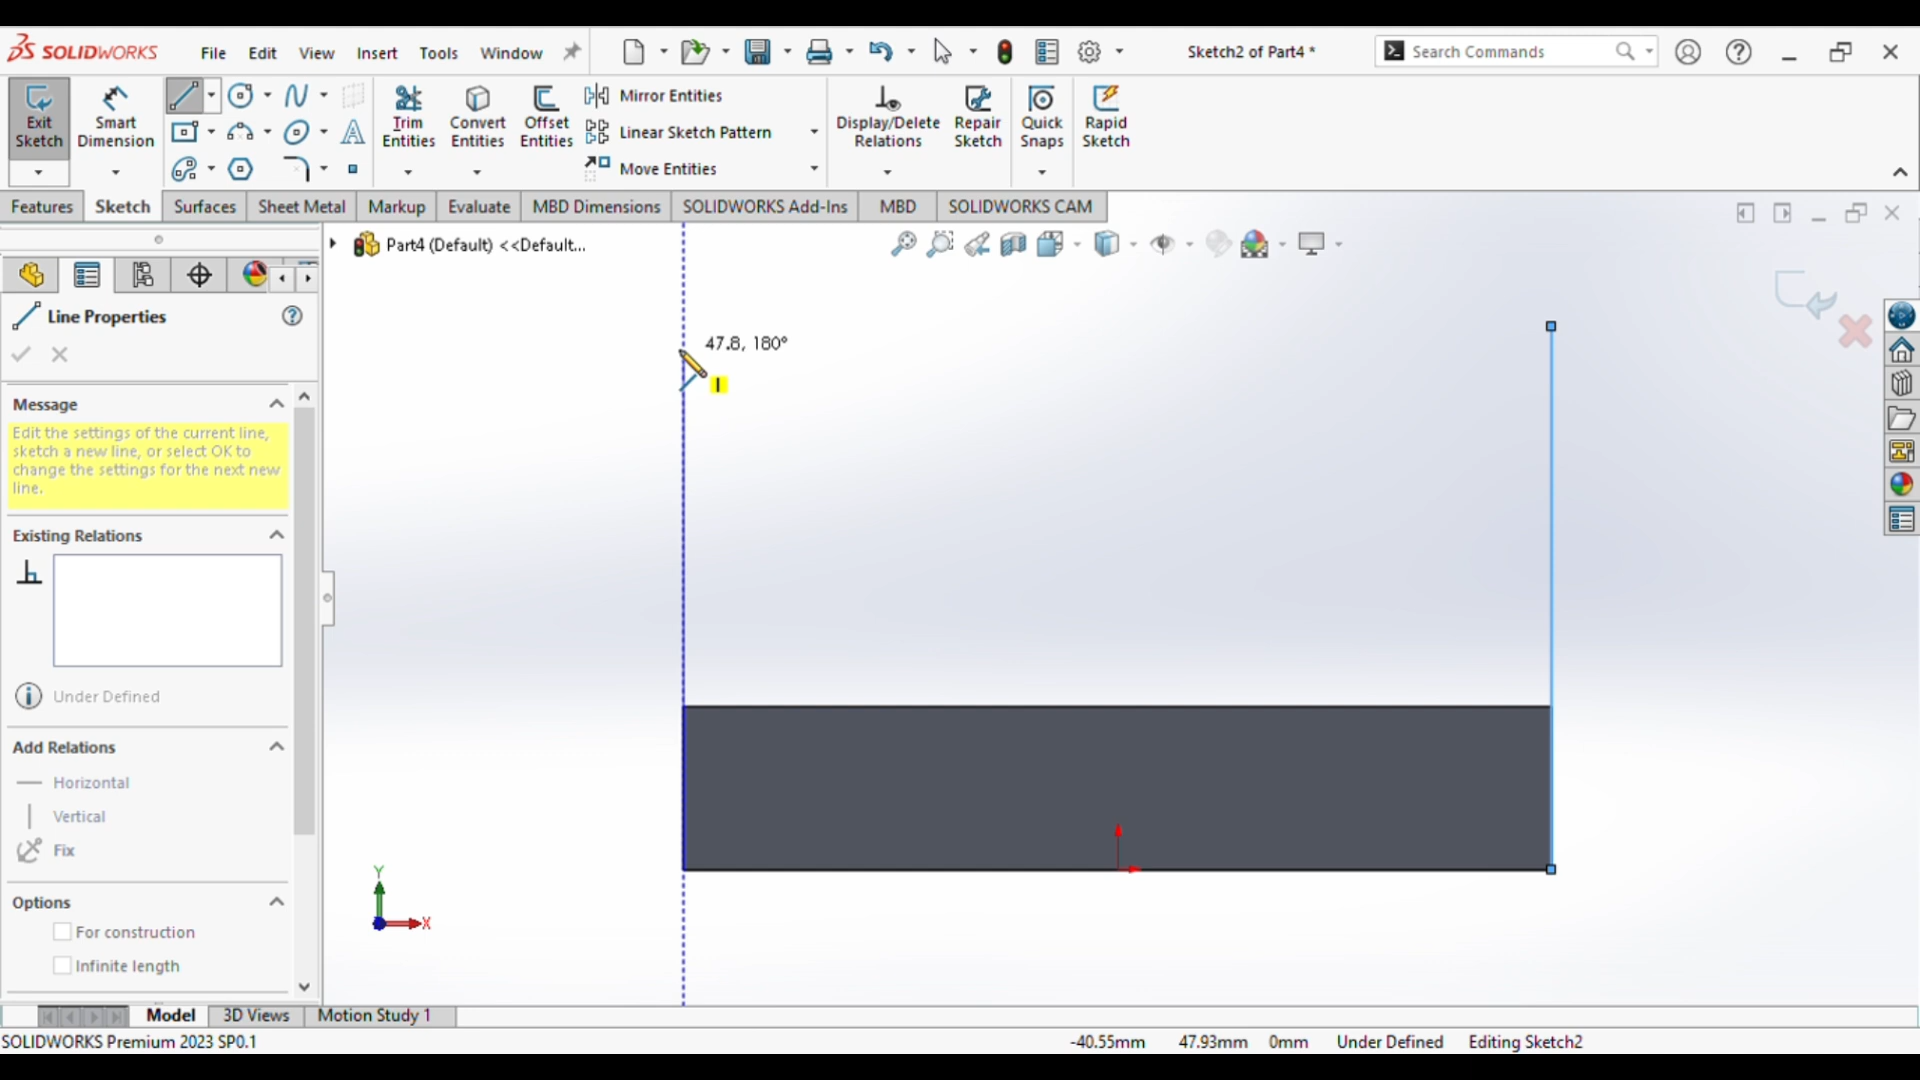 SOLIDWORKS File Edit View Insert Tools Window Sketch2 of Part4 * Search Commands
Exit Sketch
Smart Dimension
Trim Entities
Convert Entities
Offset Entities
Mirror Entities
Linear Sketch Pattern
Move Entities
Display/Delete Relations
Repair Sketch
Quick Snaps
Rapid Sketch
Features Sketch Surfaces Sheet Metal Markup Evaluate MBD Dimensions SOLIDWORKS Add-Ins MBD SOLIDWORKS CAM
Part4 (Default) <<Default...
Line Properties
Message
Edit the settings of the current line,
sketch a new line, or select OK to
change the settings for the next new
line.
Existing Relations
Under Defined
Add Relations
Horizontal
Vertical
Fix
Options
For construction
Infinite length
47.8, 180°
Y
X
Model 3D Views Motion Study 1
SOLIDWORKS Premium 2023 SP0.1 -40.55mm 47.93mm 0mm Under Defined Editing Sketch2